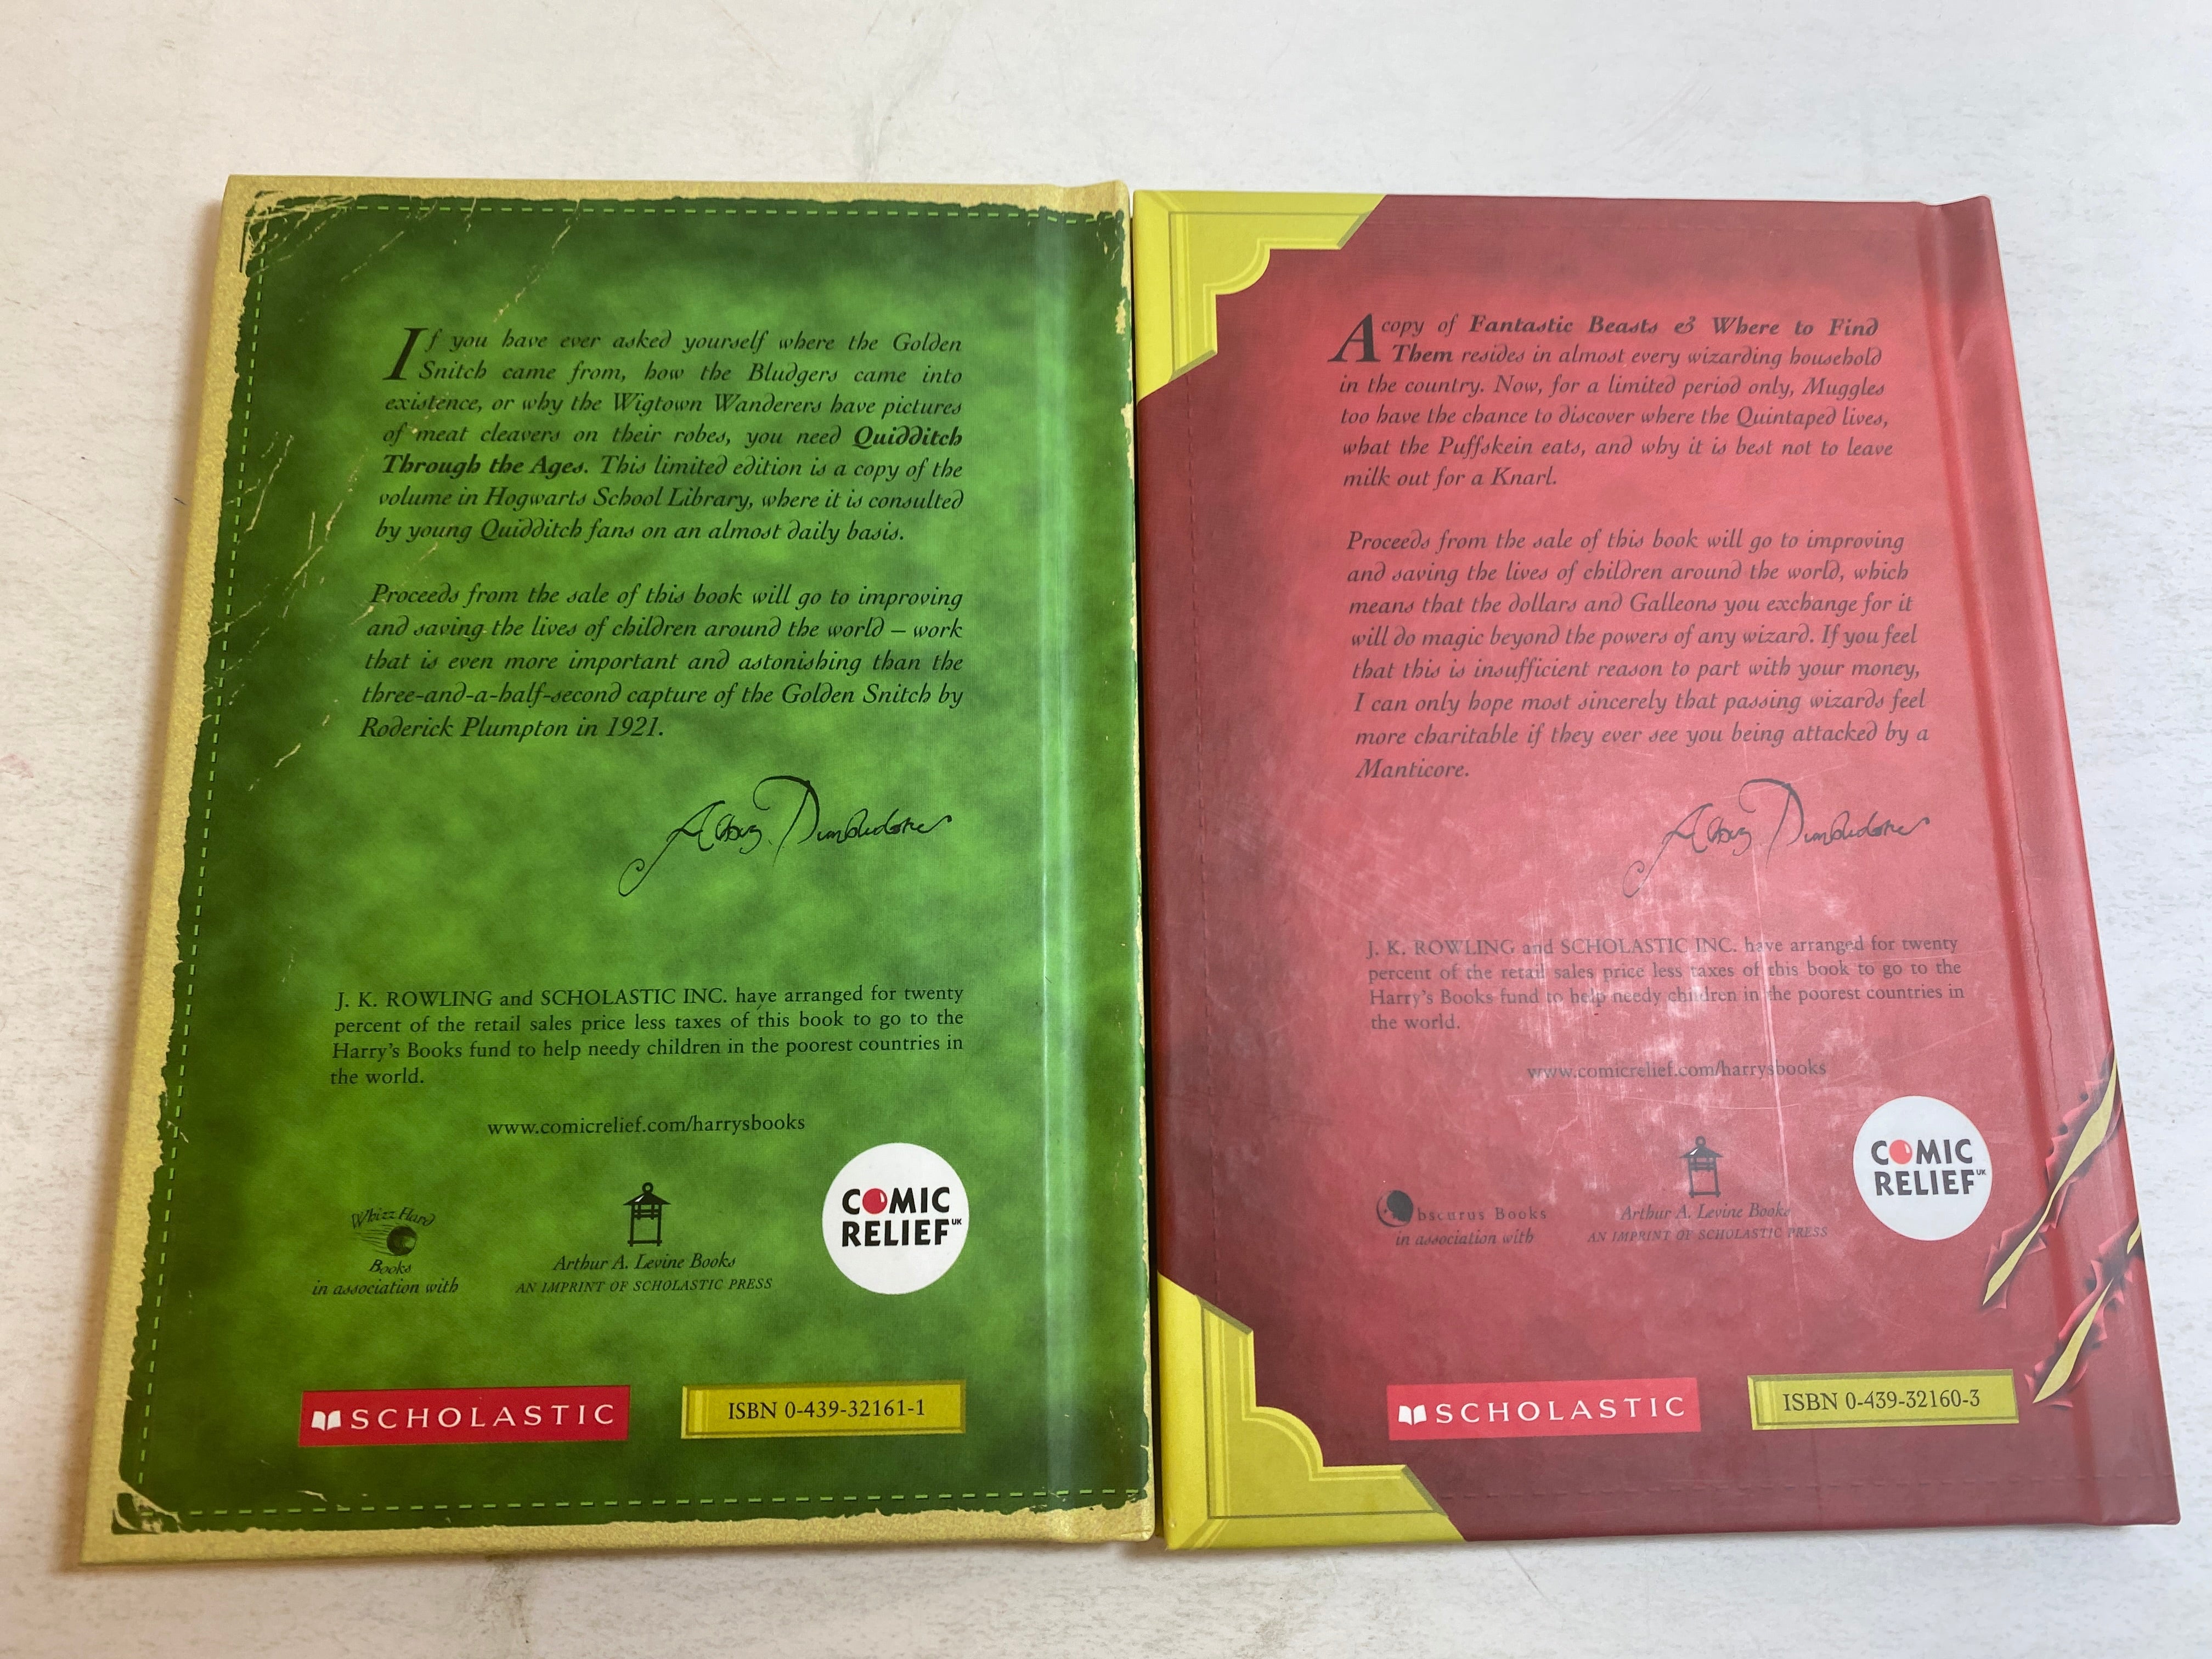 If you have ever asked yourself where the Golden
Snitch came from, how the Bludgers came into
existence, or why the Wigtown Wanderers have pictures
of meat cleavers on their robes, you need Quidditch
Through the Ages. This limited edition is a copy of the
volume in Hogwarts School Library, where it is consulted
by young Quidditch fans on an almost daily basis.
Proceeds from the sale of this book will go to improving
and saving the lives of children around the world – work
that is even more important and astonishing than the
three-and-a-half-second capture of the Golden Snitch by
Roderick Plumpton in 1921.
Albus Dumbledore
J. K. ROWLING and SCHOLASTIC INC. have arranged for twenty
percent of the retail sales price less taxes of this book to go to the
Harry's Books fund to help needy children in the poorest countries in
the world.
www.comicrelief.com/harrysbooks
Whizz Hard
Books
in association with
Arthur A. Levine Books
AN IMPRINT OF SCHOLASTIC PRESS
COMIC
RELIEF UK
SCHOLASTIC
ISBN 0-439-32161-1
A copy of Fantastic Beasts & Where to Find
Them resides in almost every wizarding household
in the country. Now, for a limited period only, Muggles
too have the chance to discover where the Quintaped lives,
what the Puffskein eats, and why it is best not to leave
milk out for a Knarl.
Proceeds from the sale of this book will go to improving
and saving the lives of children around the world, which
means that the dollars and Galleons you exchange for it
will do magic beyond the powers of any wizard. If you feel
that this is insufficient reason to part with your money,
I can only hope most sincerely that passing wizards feel
more charitable if they ever see you being attacked by a
Manticore.
Albus Dumbledore
J. K. ROWLING and SCHOLASTIC INC. have arranged for twenty
percent of the retail sales price less taxes of this book to go to the
Harry's Books fund to help needy children in the poorest countries in
the world.
www.comicrelief.com/harrysbooks
Obscurus Books
in association with
Arthur A. Levine Books
AN IMPRINT OF SCHOLASTIC PRESS
COMIC
RELIEF UK
SCHOLASTIC
ISBN 0-439-32160-3